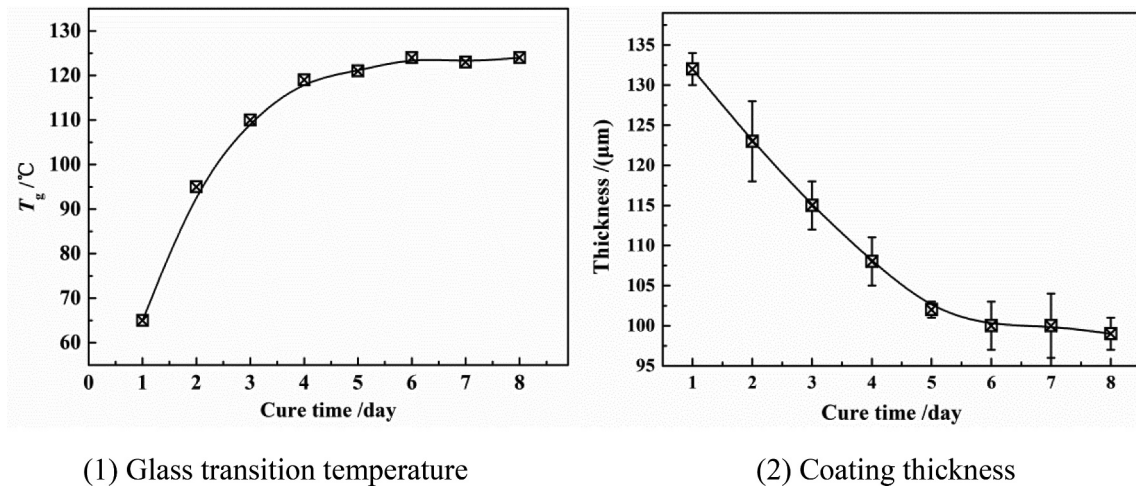 130
120
110
100
90
80
70
60
T g /℃
0 1 2 3 4 5 6 7 8
Cure time /day
135
130
125
120
115
110
105
100
95
Thickness /(μm)
1 2 3 4 5 6 7 8
Cure time /day
(1) Glass transition temperature
(2) Coating thickness